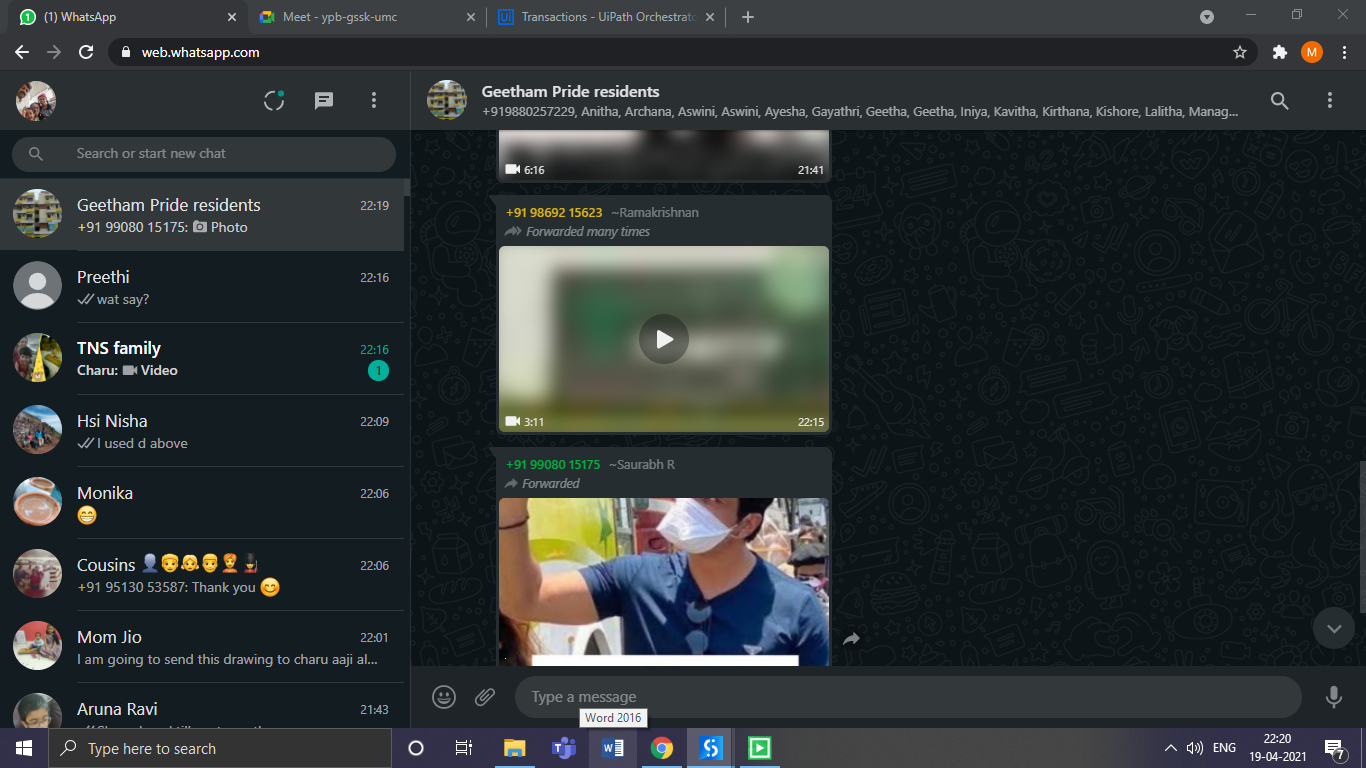 (1) WhatsApp
Meet - ypb-gssk-umc
Transactions - UiPath Orchestrato
web.whatsapp.com
M
Search or start new chat
Geetham Pride residents
22:19
+91 99080 15175: Photo
Preethi
22:16
wat say?
TNS family
22:16
Charu: Video
1
Hsi Nisha
22:09
I used d above
Monika
22:06
Cousins
22:06
+91 95130 53587: Thank you
Mom Jio
22:01
I am going to send this drawing to charu aaji al...
Aruna Ravi
21:43
Geetham Pride residents
+919880257229, Anitha, Archana, Aswini, Aswini, Ayesha, Gayathri, Geetha, Geetha, Iniya, Kavitha, Kirthana, Kishore, Lalitha, Manag...
6:16
21:41
+91 98692 15623 ~Ramakrishnan
Forwarded many times
3:11
22:15
+91 99080 15175 ~Saurabh R
Forwarded
Type a message
Word 2016
Type here to search
ENG
22:20
19-04-2021
7